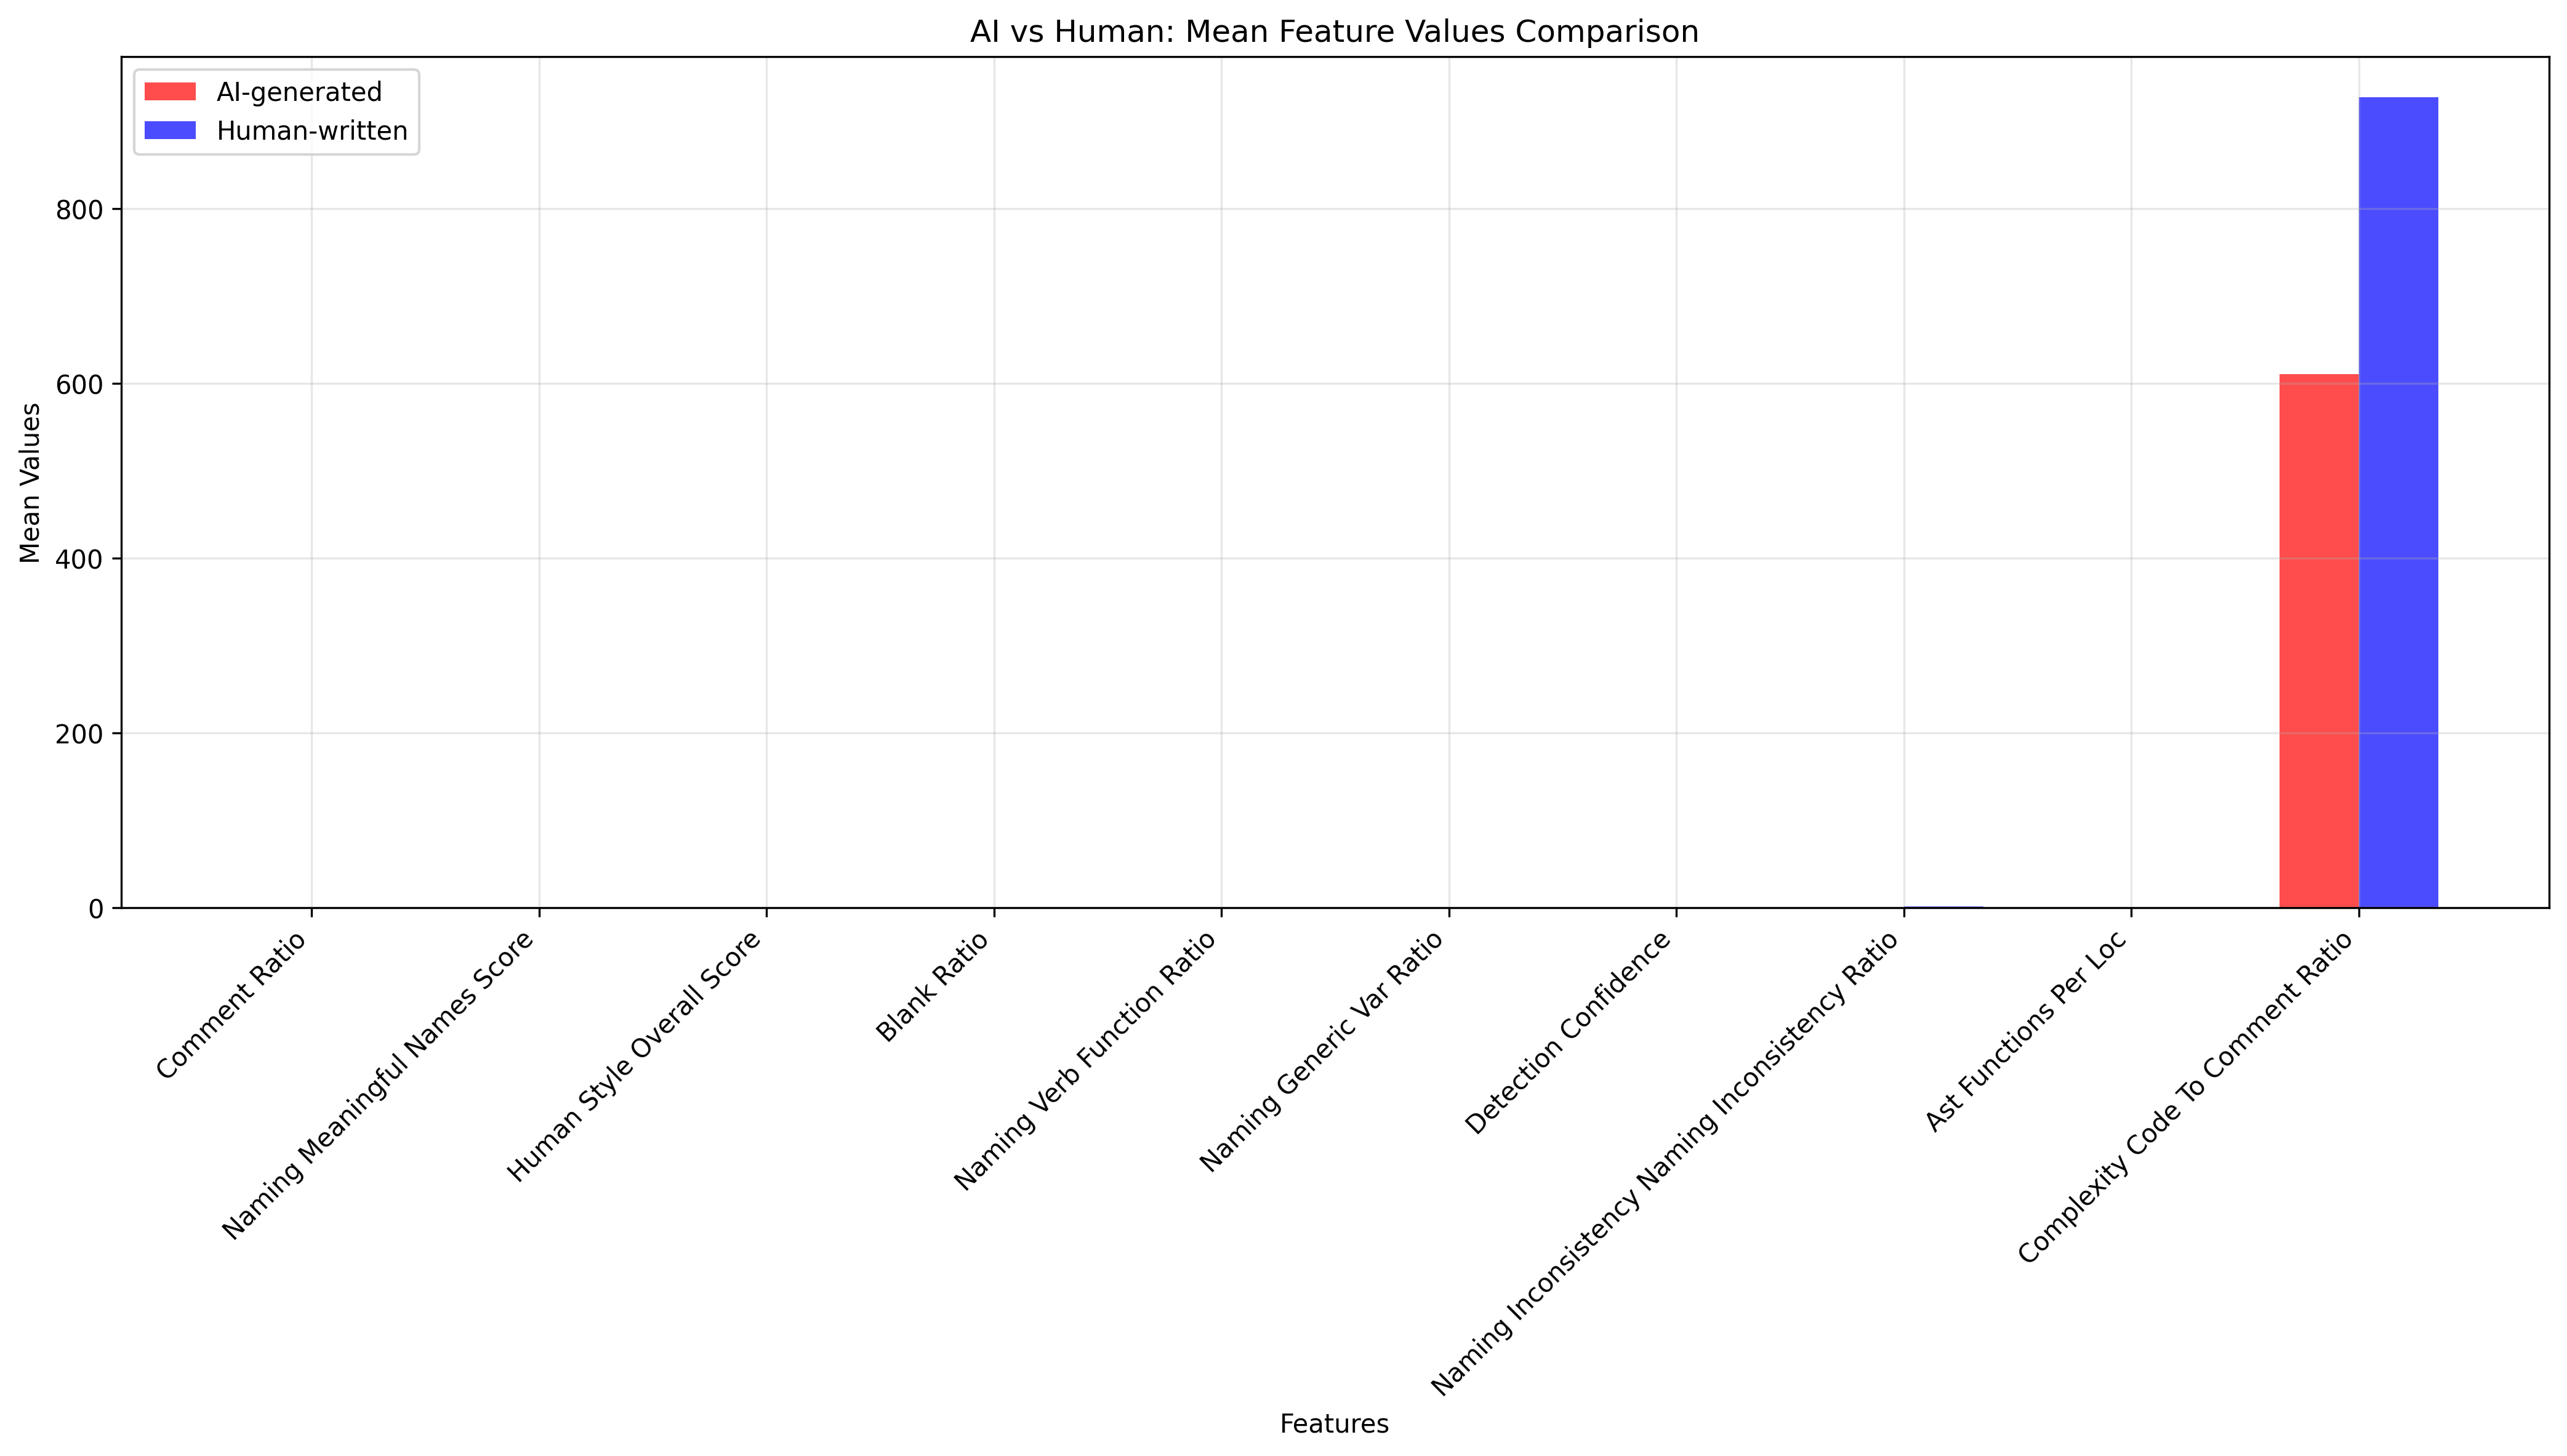 AI vs Human: Mean Feature Values Comparison
AI-generated
Human-written
Mean Values
800
600
400
200
0
Comment Ratio
Naming Meaningful Names Score
Human Style Overall Score
Blank Ratio
Naming Verb Function Ratio
Naming Generic Var Ratio
Detection Confidence
Naming Inconsistency Naming Inconsistency Ratio
Ast Functions Per Loc
Complexity Code To Comment Ratio
Features